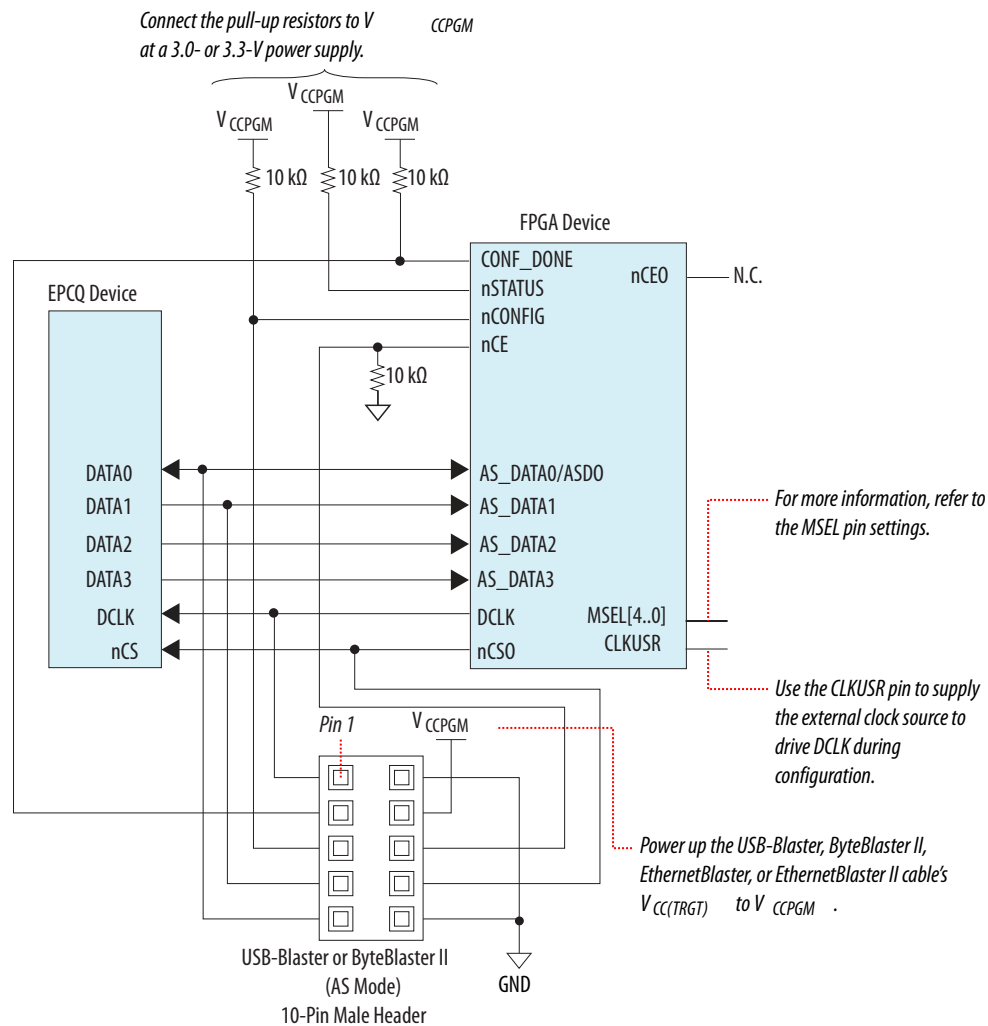 Connect the pull-up resistors to V CCPGM
at a 3.0- or 3.3-V power supply.
V CCPGM
V CCPGM
V CCPGM
10 kΩ
10 kΩ
10 kΩ
FPGA Device
CONF_DONE
nSTATUS
nCONFIG
nCE
nCEO
N.C.
EPCQ Device
10 kΩ
DATA0
DATA1
DATA2
DATA3
DCLK
nCS
AS_DATA0/ASDO
AS_DATA1
AS_DATA2
AS_DATA3
DCLK
nCSO
MSEL[4..0]
CLKUSR
For more information, refer to
the MSEL pin settings.
Use the CLKUSR pin to supply
the external clock source to
drive DCLK during
configuration.
Pin 1
V CCPGM
Power up the USB-Blaster, ByteBlaster II,
EthernetBlaster, or EthernetBlaster II cable's
V CC(TRGT) to V CCPGM .
USB-Blaster or ByteBlaster II
(AS Mode)
10-Pin Male Header
GND